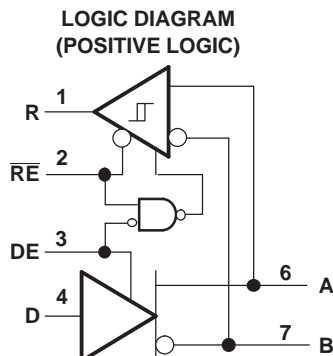 LOGIC DIAGRAM
(POSITIVE LOGIC)
R 1
RE 2
DE 3
D 4
6 A
7 B